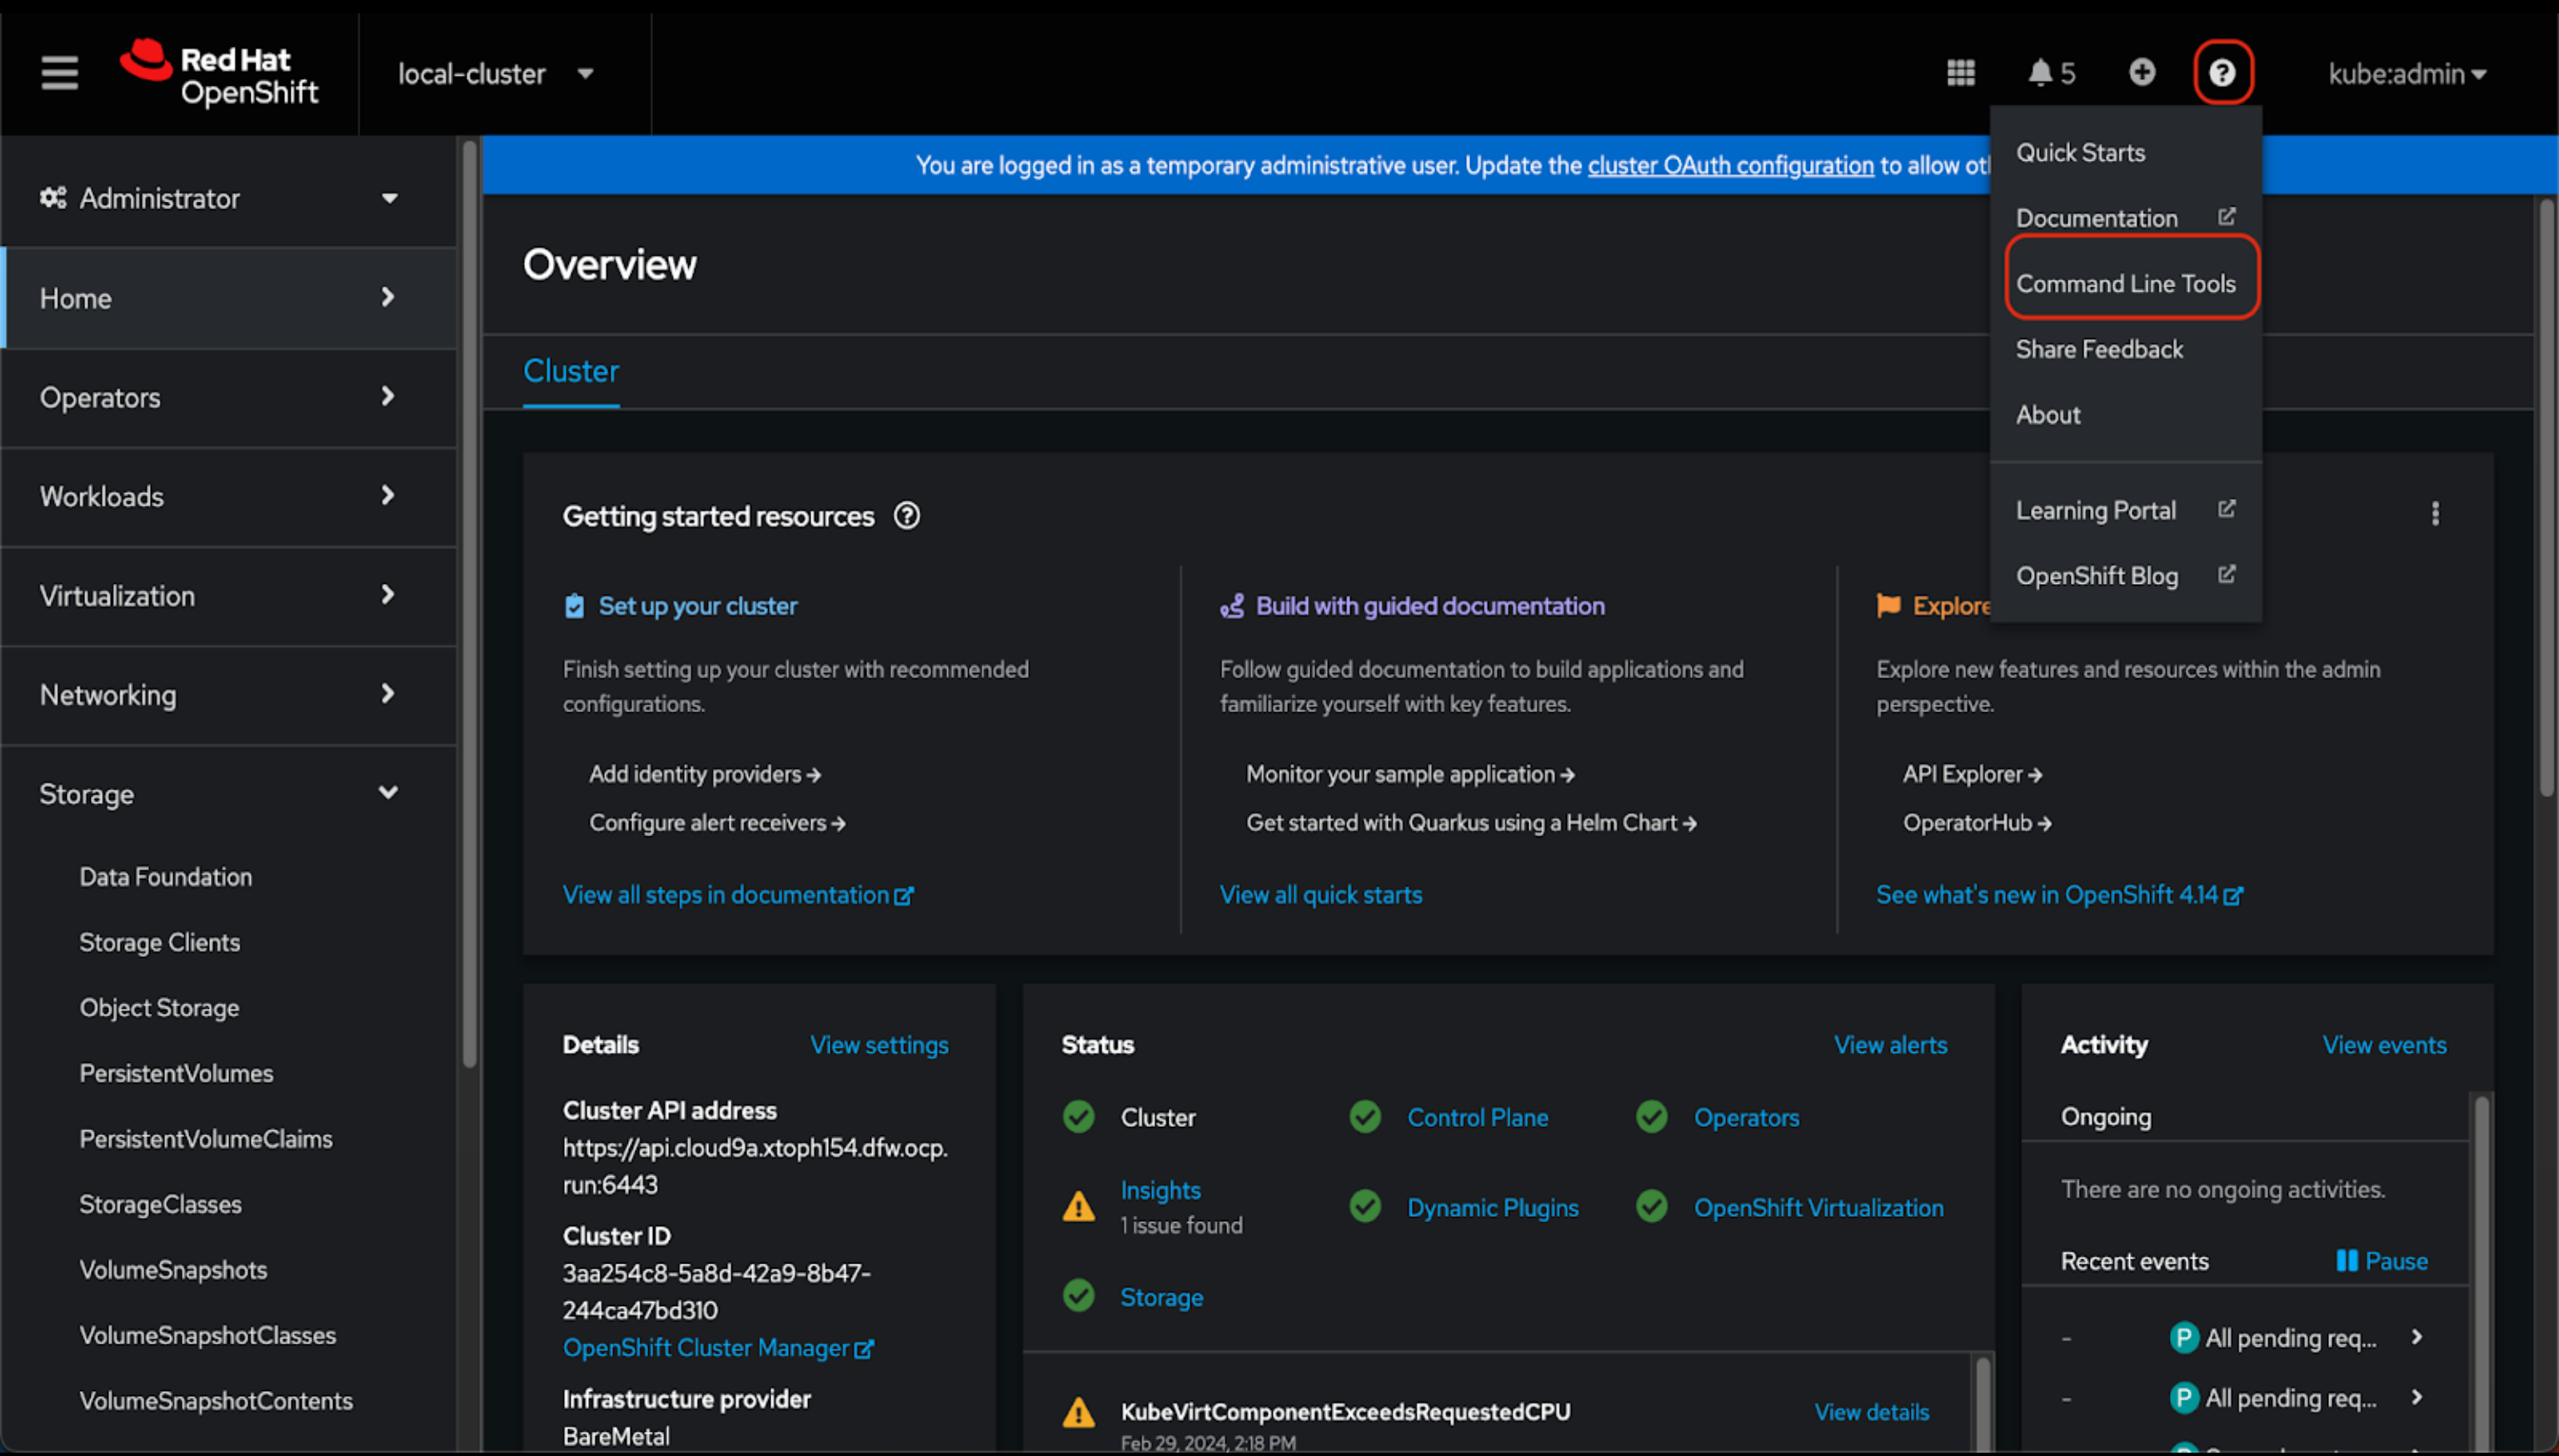 Red Hat
OpenShift
local-cluster
5
kube:admin
Administrator
Home
Operators
Workloads
Virtualization
Networking
Storage
Data Foundation
Storage Clients
Object Storage
PersistentVolumes
PersistentVolumeClaims
StorageClasses
VolumeSnapshots
VolumeSnapshotClasses
VolumeSnapshotContents
You are logged in as a temporary administrative user. Update the cluster OAuth configuration to allow
Quick Starts
Documentation
Command Line Tools
Share Feedback
About
Learning Portal
OpenShift Blog
Overview
Cluster
Getting started resources
Set up your cluster
Finish setting up your cluster with recommended
configurations.
Add identity providers
Configure alert receivers
View all steps in documentation
Build with guided documentation
Follow guided documentation to build applications and
familiarize yourself with key features.
Monitor your sample application
Get started with Quarkus using a Helm Chart
View all quick starts
Explore
Explore new features and resources within the admin
perspective.
API Explorer
OperatorHub
See what's new in OpenShift 4.14
Details
View settings
Cluster API address
https://api.cloud9a.xtoph154.dfw.ocp.
run:6443
Cluster ID
3aa254c8-5a8d-42a9-8b47-
244ca47bd310
OpenShift Cluster Manager
Infrastructure provider
BareMetal
Status
View alerts
Cluster
Control Plane
Operators
Insights
1 issue found
Dynamic Plugins
OpenShift Virtualization
Storage
KubeVirtComponentExceedsRequestedCPU
View details
Feb 29, 2024, 2:18 PM
Activity
View events
Ongoing
There are no ongoing activities.
Recent events
Pause
- P All pending req...
- P All pending req...